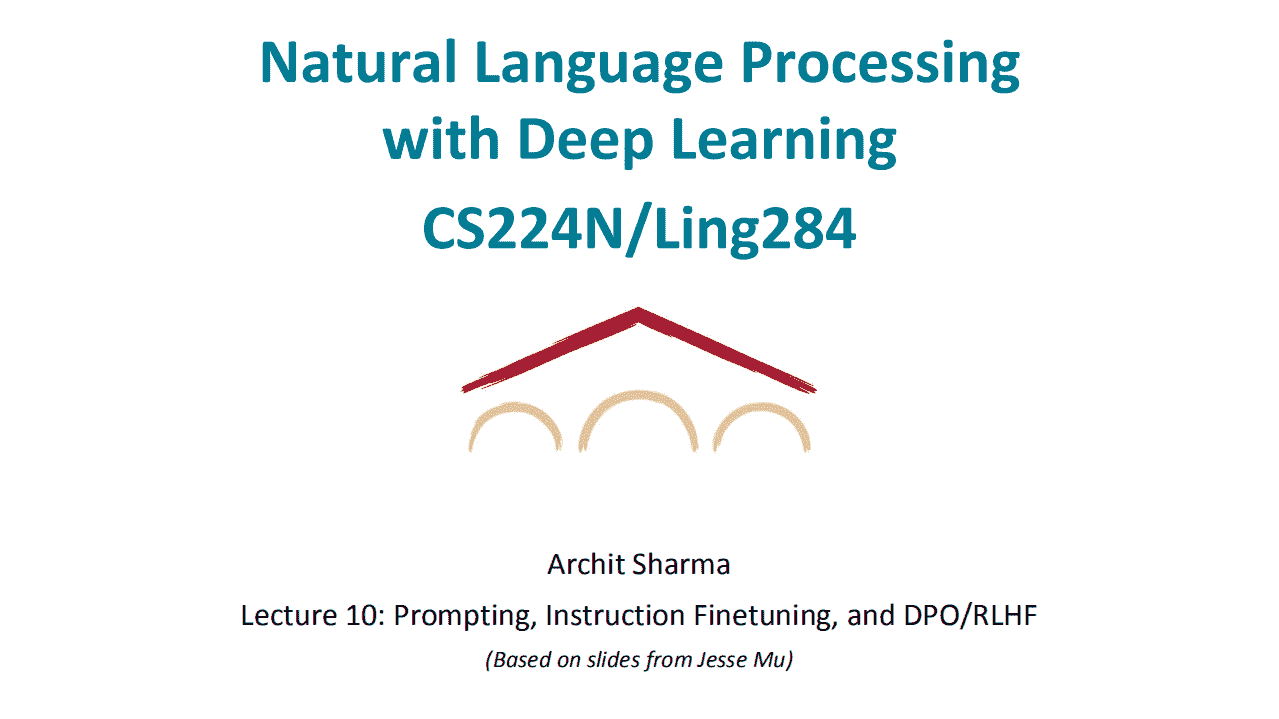 Natural Language Processing
with Deep Learning
CS224N/Ling284
Archit Sharma
Lecture 10: Prompting, Instruction Finetuning, and DPO/RLHF
(Based on slides from Jesse Mu)